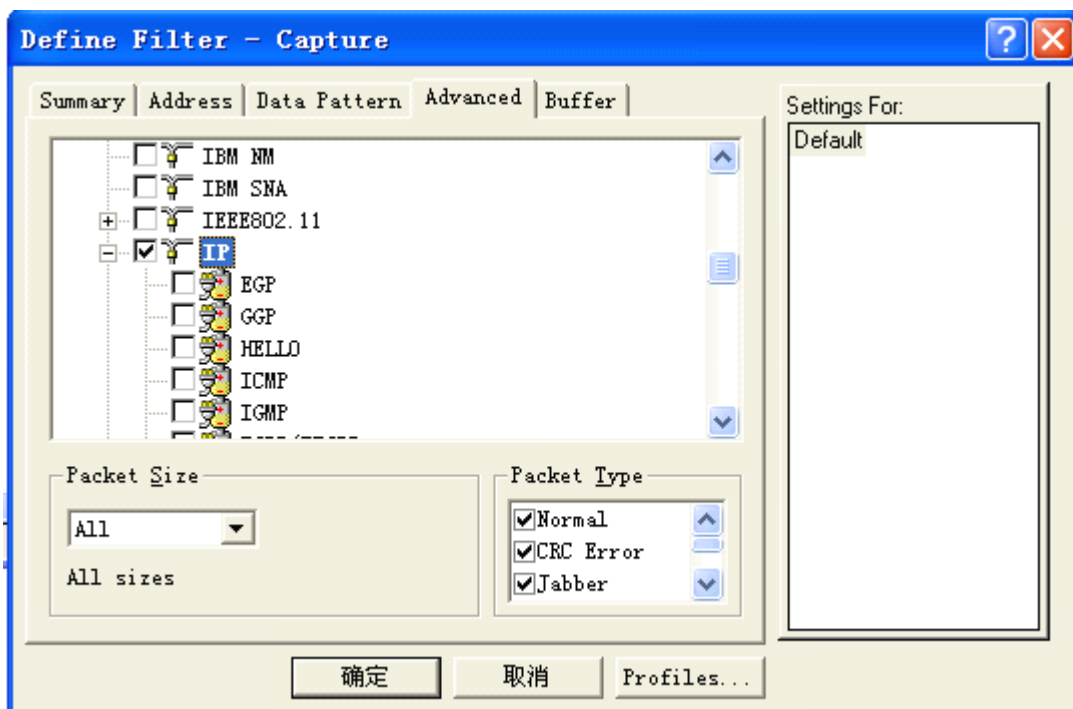 Define Filter - Capture
Summary Address Data Pattern Advanced Buffer
Settings For:
Default
IBM NM
IBM SNA
IEEE802.11
IP
EGP
GGP
HELLO
ICMP
IGMP
Packet Size
All
All sizes
Packet Type
Normal
CRC Error
Jabber
确定 取消 Profiles...